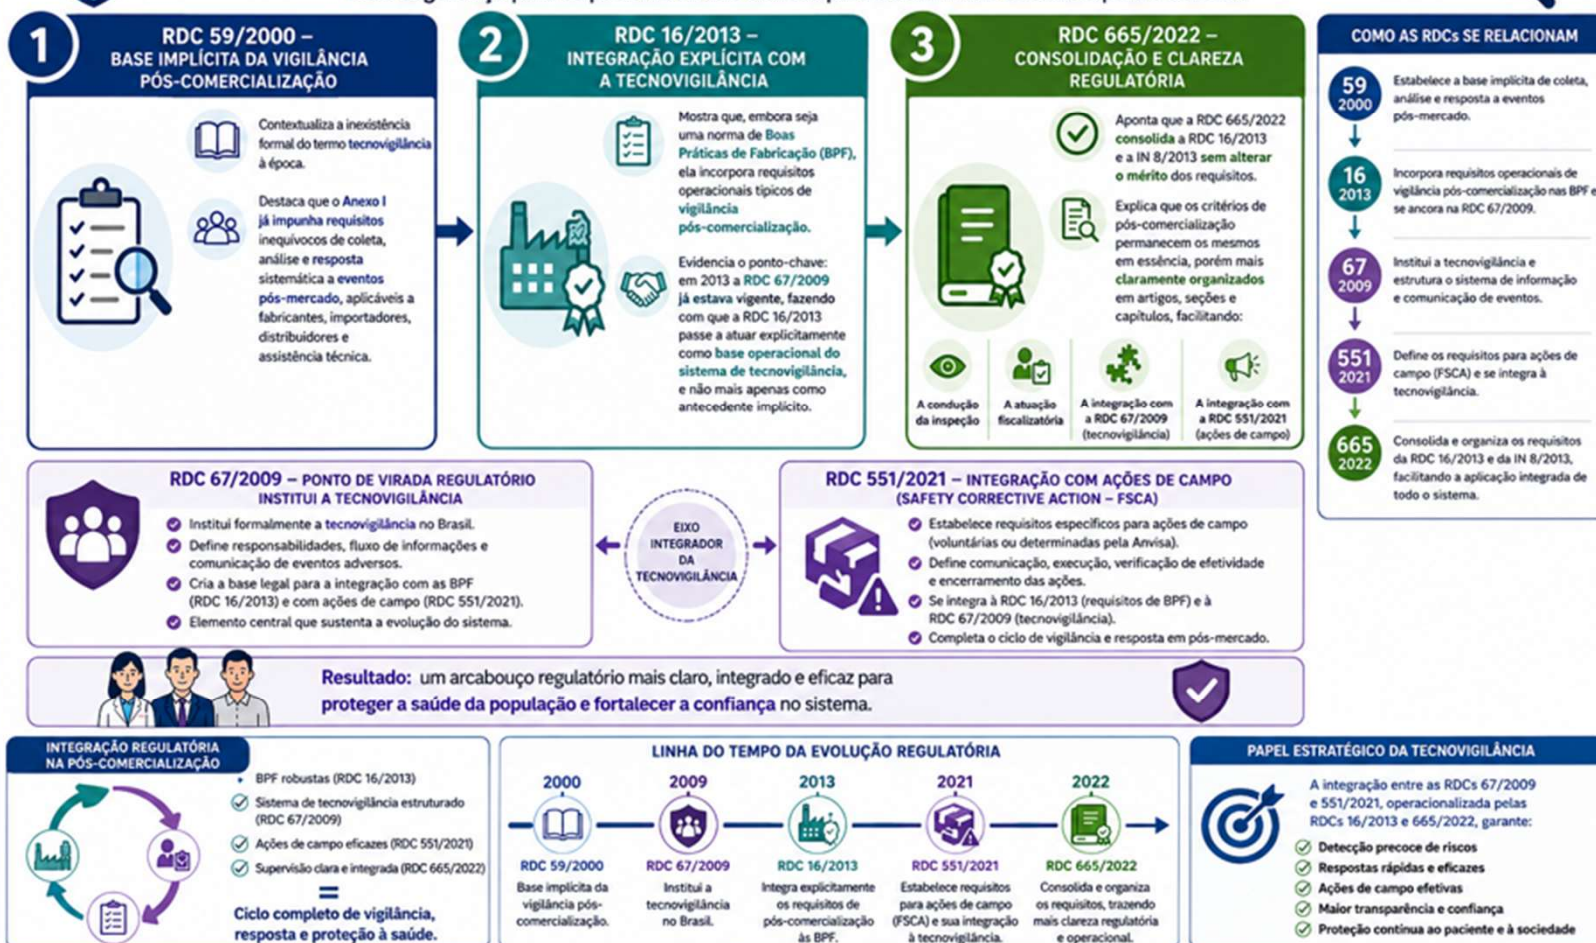 1
RDC 59/2000 –
BASE IMPLÍCITA DA VIGILÂNCIA
PÓS-COMERCIALIZAÇÃO
Contextualiza a inexistência
formal do termo tecnovigilância
à época.
Destaca que o Anexo I
já impunha requisitos
inequívocos de coleta,
análise e resposta
sistemática a eventos
pós-mercado, aplicáveis a
fabricantes, importadores,
distribuidores e
assistência técnica.
2
RDC 16/2013 –
INTEGRAÇÃO EXPLÍCITA COM
A TECNOVIGILÂNCIA
Mostra que, embora seja
uma norma de Boas
Práticas de Fabricação (BPF),
ela incorpora requisitos
operacionais típicos de
vigilância
pós-comercialização.
Evidencia o ponto-chave:
em 2013 a RDC 67/2009
já estava vigente, fazendo
com que a RDC 16/2013
passe a atuar explicitamente
como base operacional do
sistema de tecnovigilância,
e não mais apenas como
antecedente implícito.
3
RDC 665/2022 –
CONSOLIDAÇÃO E CLAREZA
REGULATÓRIA
Aponta que a RDC 665/2022
consolida a RDC 16/2013
e a IN 8/2013 sem alterar
o mérito dos requisitos.
Explica que os critérios de
pós-comercialização
permanecem os mesmos
em essência, porém mais
claramente organizados
em artigos, seções e
capítulos, facilitando:
A condução
da inspeção
A atuação
fiscalizatória
A integração com
a RDC 67/2009
(tecnovigilância)
A integração com
a RDC 551/2021
(ações de campo)
COMO AS RDCs SE RELACIONAM
59
2000
Estabelece a base implícita de coleta,
análise e resposta a eventos
pós-mercado.
16
2013
Incorpora requisitos operacionais de
vigilância pós-comercialização nas BPF e
se ancora na RDC 67/2009.
67
2009
Institui a tecnovigilância e
estrutura o sistema de informação
e comunicação de eventos.
551
2021
Define os requisitos para ações de
campo (FSCA) e se integra à
tecnovigilância.
665
2022
Consolida e organiza os requisitos
da RDC 16/2013 e da IN 8/2013,
facilitando a aplicação integrada de
todo o sistema.
RDC 67/2009 – PONTO DE VIRADA REGULATÓRIO
INSTITUI A TECNOVIGILÂNCIA
Institui formalmente a tecnovigilância no Brasil.
Define responsabilidades, fluxo de informações e
comunicação de eventos adversos.
Cria a base legal para a integração com as BPF
(RDC 16/2013) e com ações de campo (RDC 551/2021).
Elemento central que sustenta a evolução do sistema.
EIXO
INTEGRADOR
DA
TECNOVIGILÂNCIA
RDC 551/2021 – INTEGRAÇÃO COM AÇÕES DE CAMPO
(SAFETY CORRECTIVE ACTION – FSCA)
Estabelece requisitos específicos para ações de campo
(voluntárias ou determinadas pela Anvisa).
Define comunicação, execução, verificação de efetividade
e encerramento das ações.
Se integra à RDC 16/2013 (requisitos de BPF) e à
RDC 67/2009 (tecnovigilância).
Completa o ciclo de vigilância e resposta em pós-mercado.
Resultado: um arcabouço regulatório mais claro, integrado e eficaz para
proteger a saúde da população e fortalecer a confiança no sistema.
INTEGRAÇÃO REGULATÓRIA
NA PÓS-COMERCIALIZAÇÃO
BPF robustas (RDC 16/2013)
Sistema de tecnovigilância estruturado
(RDC 67/2009)
Ações de campo eficazes (RDC 551/2021)
Supervisão clara e integrada (RDC 665/2022)
=
Ciclo completo de vigilância,
resposta e proteção à saúde.
LINHA DO TEMPO DA EVOLUÇÃO REGULATÓRIA
2000
RDC 59/2000
Base implícita da
vigilância pós-
comercialização.
2009
RDC 67/2009
Institui a
tecnovigilância
no Brasil.
2013
RDC 16/2013
Integra explicitamente
os requisitos de
pós-comercialização
às BPF.
2021
RDC 551/2021
Estabelece requisitos
para ações de campo
(FSCA) e sua integração
à tecnovigilância.
2022
RDC 665/2022
Consolida e organiza
os requisitos, trazendo
mais clareza regulatória
e operacional.
PAPEL ESTRATÉGICO DA TECNOVIGILÂNCIA
A integração entre as RDCs 67/2009
e 551/2021, operacionalizada pelas
RDCs 16/2013 e 665/2022, garante:
Detecção precoce de riscos
Respostas rápidas e eficazes
Ações de campo efetivas
Maior transparência e confiança
Proteção contínua ao paciente e à sociedade